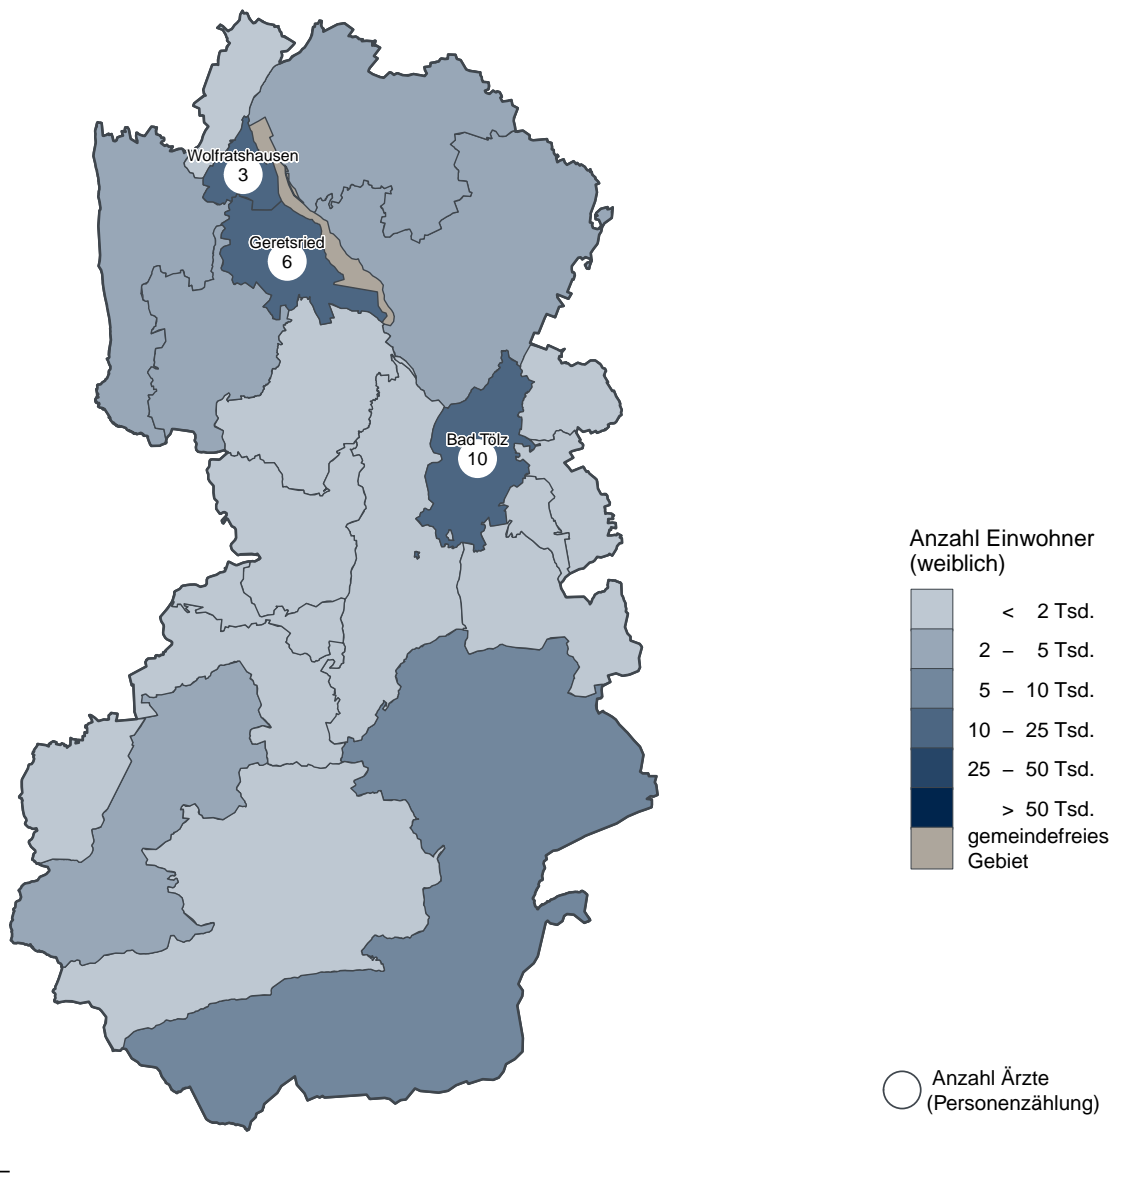 Wolfratshausen
3
Geretsried
6
Bad Tölz
10
Anzahl Einwohner
(weiblich)
< 2 Tsd.
2 – 5 Tsd.
5 – 10 Tsd.
10 – 25 Tsd.
25 – 50 Tsd.
> 50 Tsd.
gemeindefreies
Gebiet
Anzahl Ärzte
(Personenzählung)
–